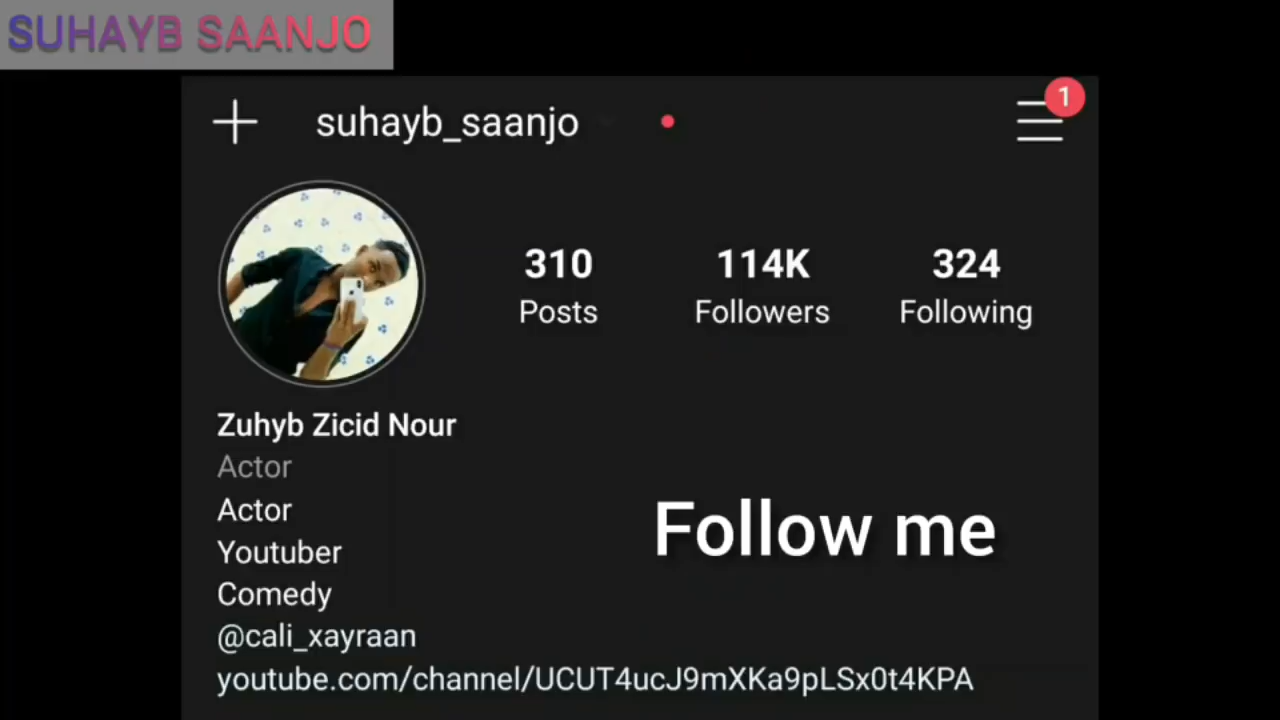 SUHAYB SAANJO
suhayb_saanjo
1
310
Posts
114K
Followers
324
Following
Zuhyb Zicid Nour
Actor
Actor
Youtuber
Comedy
@cali_xayraan
youtube.com/channel/UCUT4ucJ9mXKa9pLSx0t4KPA
Follow me